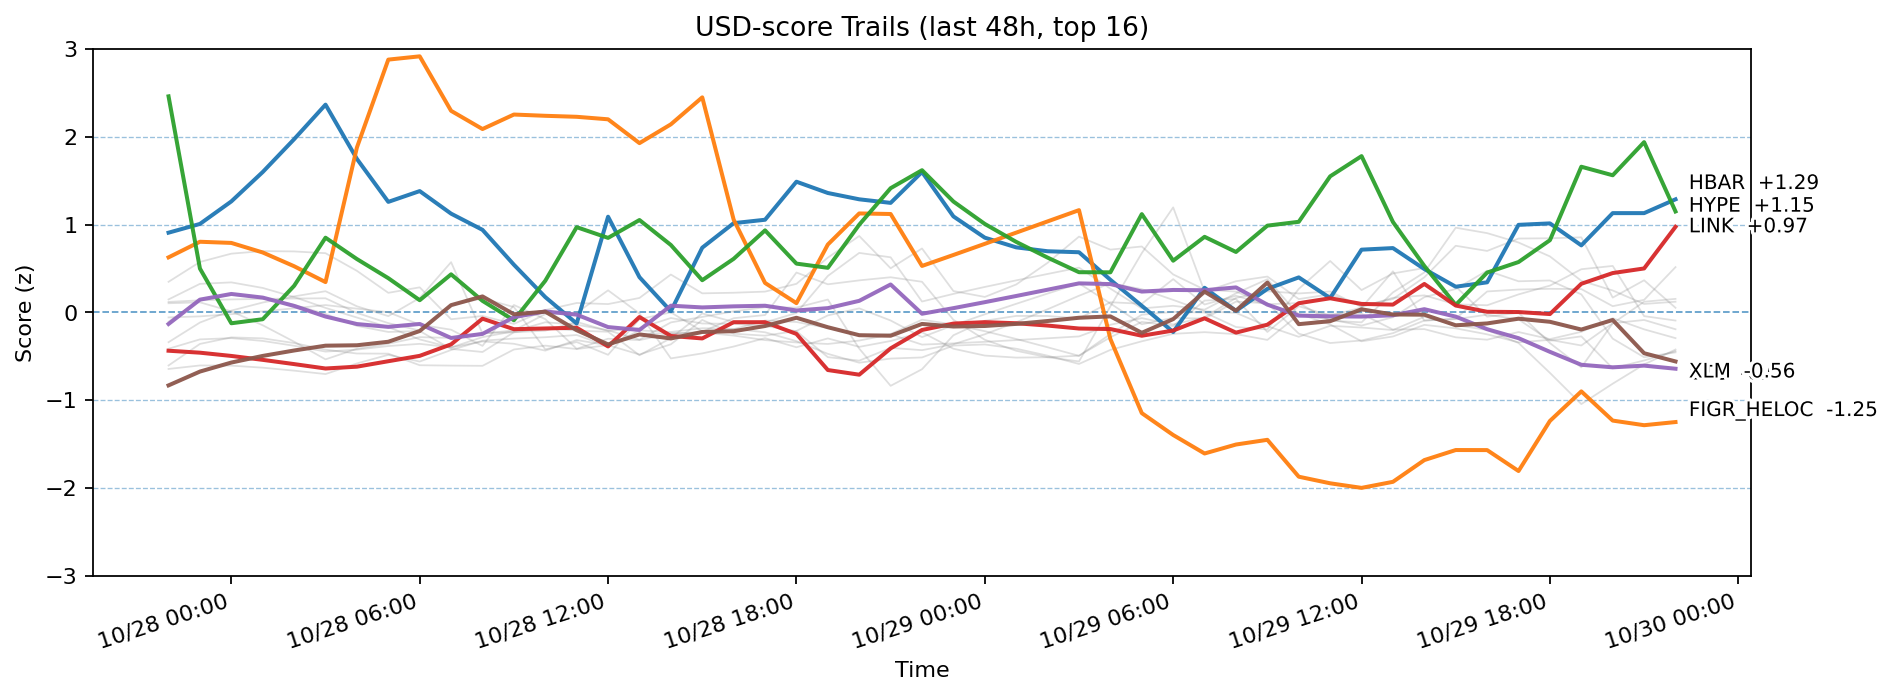 USD-score Trails (last 48h, top 16)
Score (z)
3
2
1
0
−1
−2
−3
HBAR +1.29
HYPE +1.15
LINK +0.97
XLM -0.56
FIGR_HELOC -1.25
10/28 00:00
10/28 06:00
10/28 12:00
10/28 18:00
10/29 00:00
10/29 06:00
10/29 12:00
10/29 18:00
10/30 00:00
Time